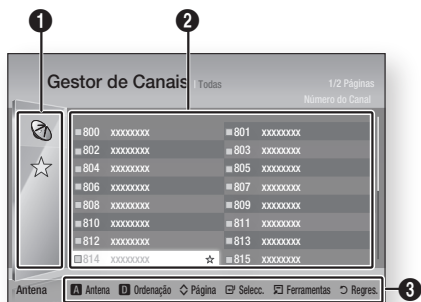 1 2
Gestor de Canais | Todas
1/2 Páginas
Número do Canal
800 xxxxxxxx 801 xxxxxxxx
802 xxxxxxxx 803 xxxxxxxx
804 xxxxxxxx 805 xxxxxxxx
806 xxxxxxxx 807 xxxxxxxx
808 xxxxxxxx 809 xxxxxxxx
810 xxxxxxxx 811 xxxxxxxx
812 xxxxxxxx 813 xxxxxxxx
814 xxxxxxxx 815 xxxxxxxx
Antena A Antena D Ordenação Página Selecc. Ferramentas Regres. 3